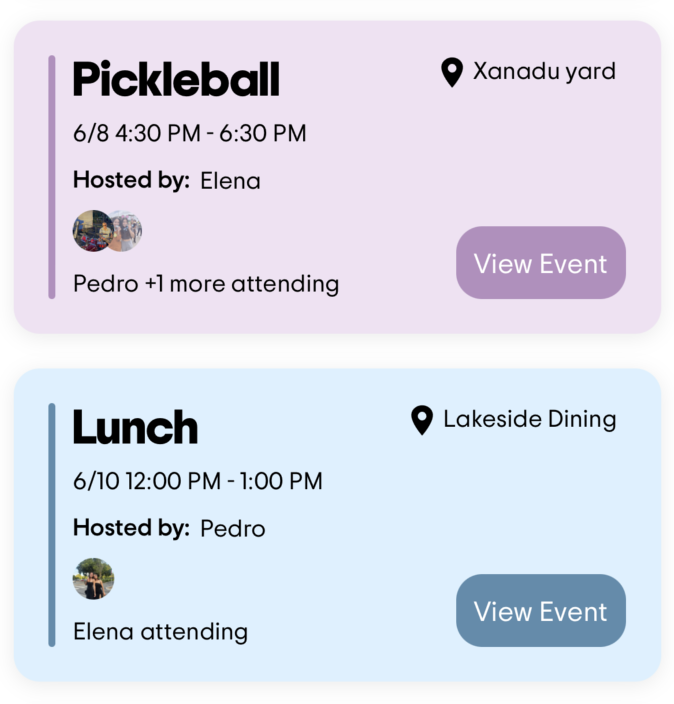 Pickleball
Xanadu yard
6/8 4:30 PM - 6:30 PM
Hosted by: Elena
Pedro +1 more attending
View Event
Lunch
Lakeside Dining
6/10 12:00 PM - 1:00 PM
Hosted by: Pedro
Elena attending
View Event